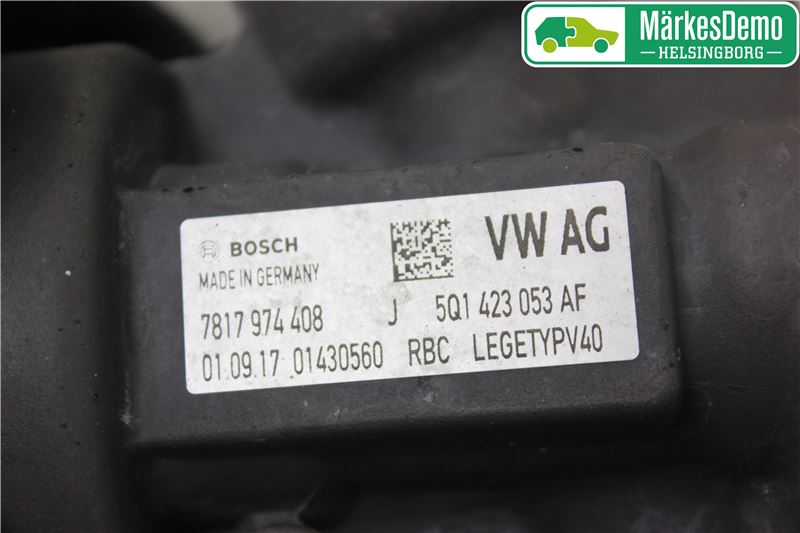 MärkesDemo
HELSINGBORG
BOSCH
VW AG
MADE IN GERMANY
7817 974 408 J 5Q1 423 053 AF
01.09.17 01430560 RBC LEGETYPV40